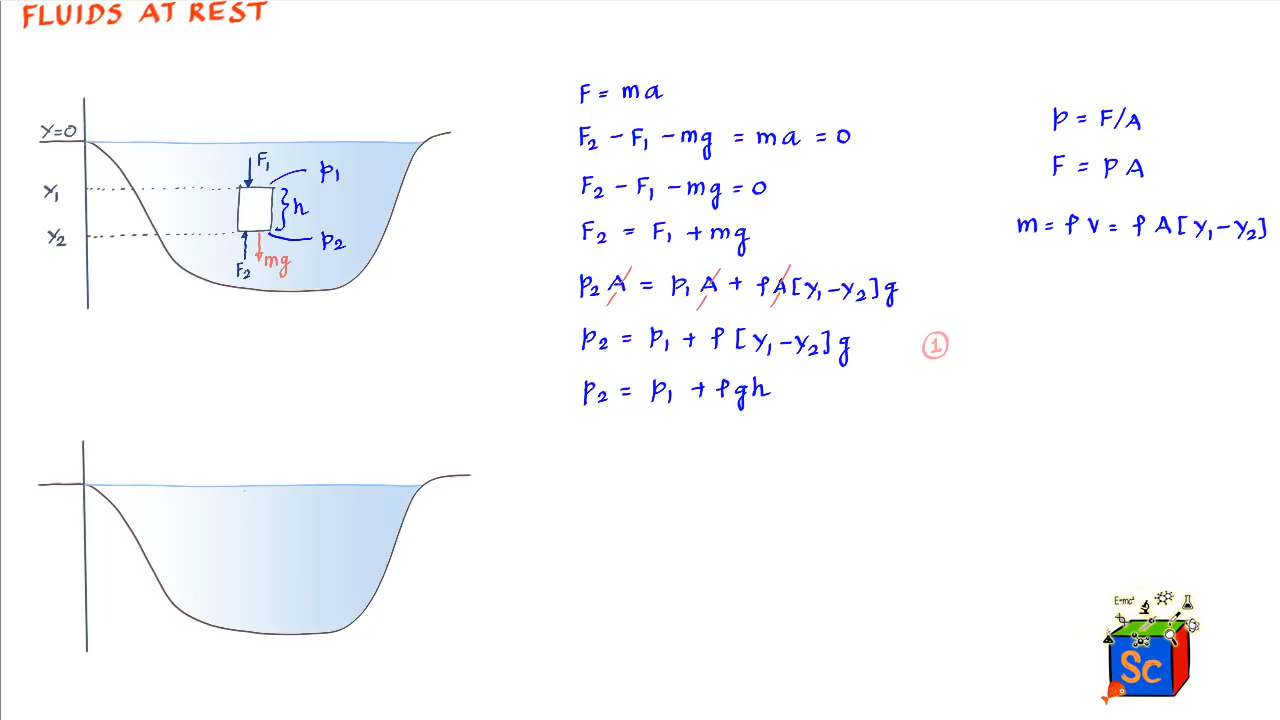 FLUIDS AT REST
Y=0
Y₁
Y₂
F₁
p₁
h
p₂
F₂
mg
F = ma
F₂ - F₁ - mg = ma = 0
F₂ - F₁ - mg = 0
F₂ = F₁ + mg
p₂ A = p₁ A + ρA[Y₁-Y₂]g
p₂ = p₁ + ρ[Y₁-Y₂]g ①
p₂ = p₁ + ρgh
p = F/A
F = pA
m = ρV = ρA[Y₁-Y₂]
E=mc²
Sc